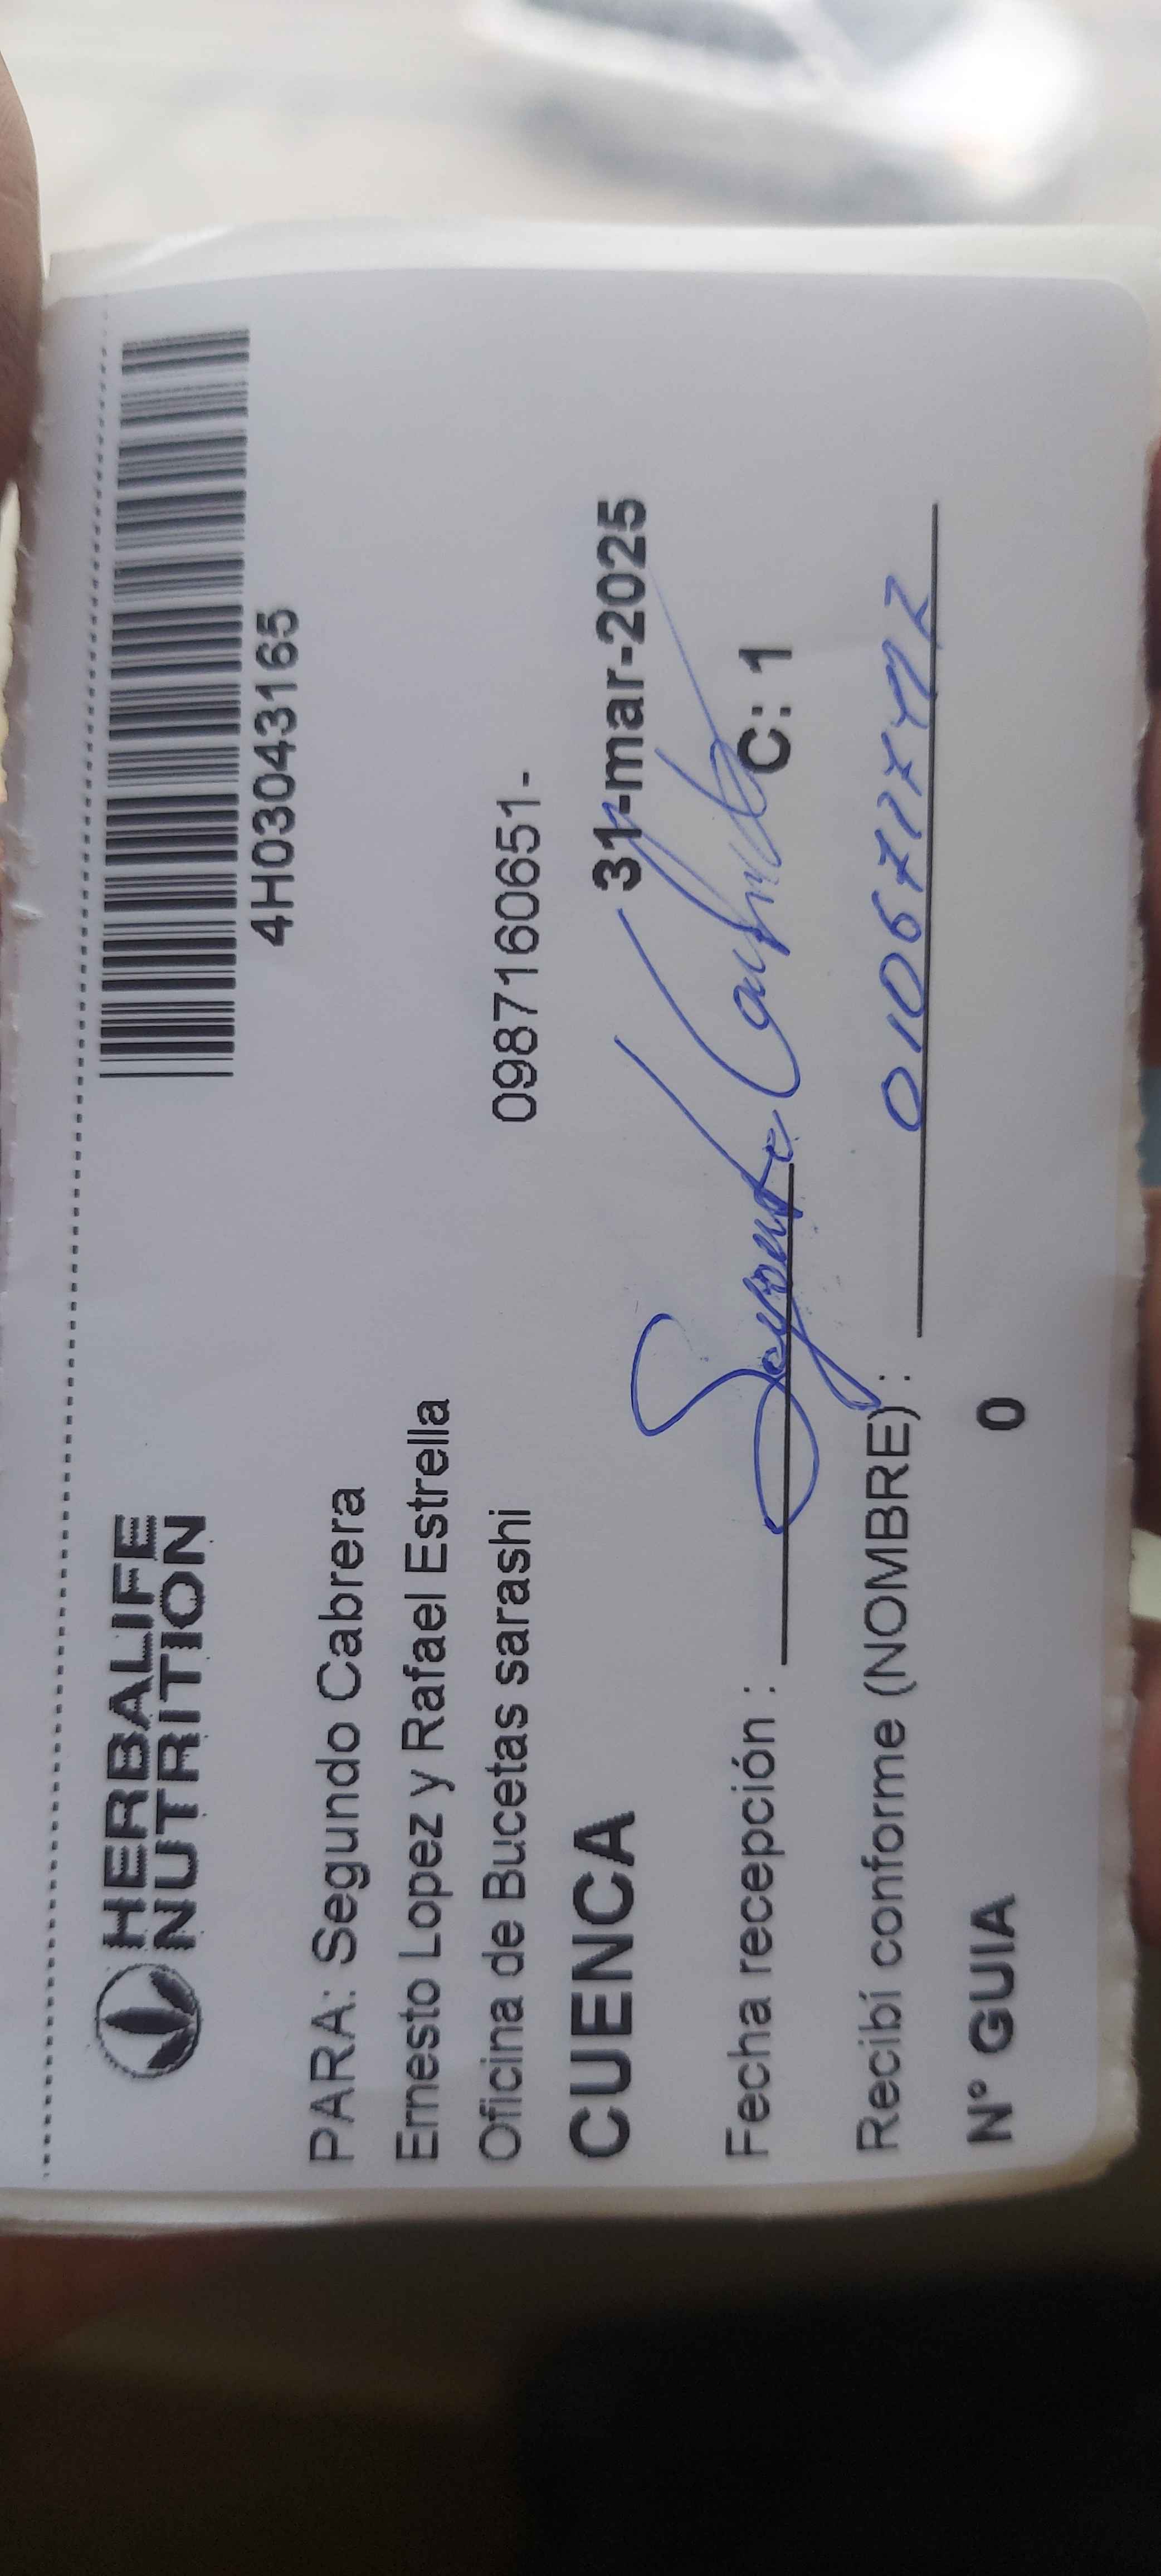 HERBALIFE
NUTRITION
4H03043165
PARA: Segundo Cabrera
Ernesto Lopez y Rafael Estrella
Oficina de Bucetas sarashi
0987160651-
CUENCA
31-mar-2025
Fecha recepción :
C: 1
Recibí conforme (NOMBRE) :
N° GUIA
0